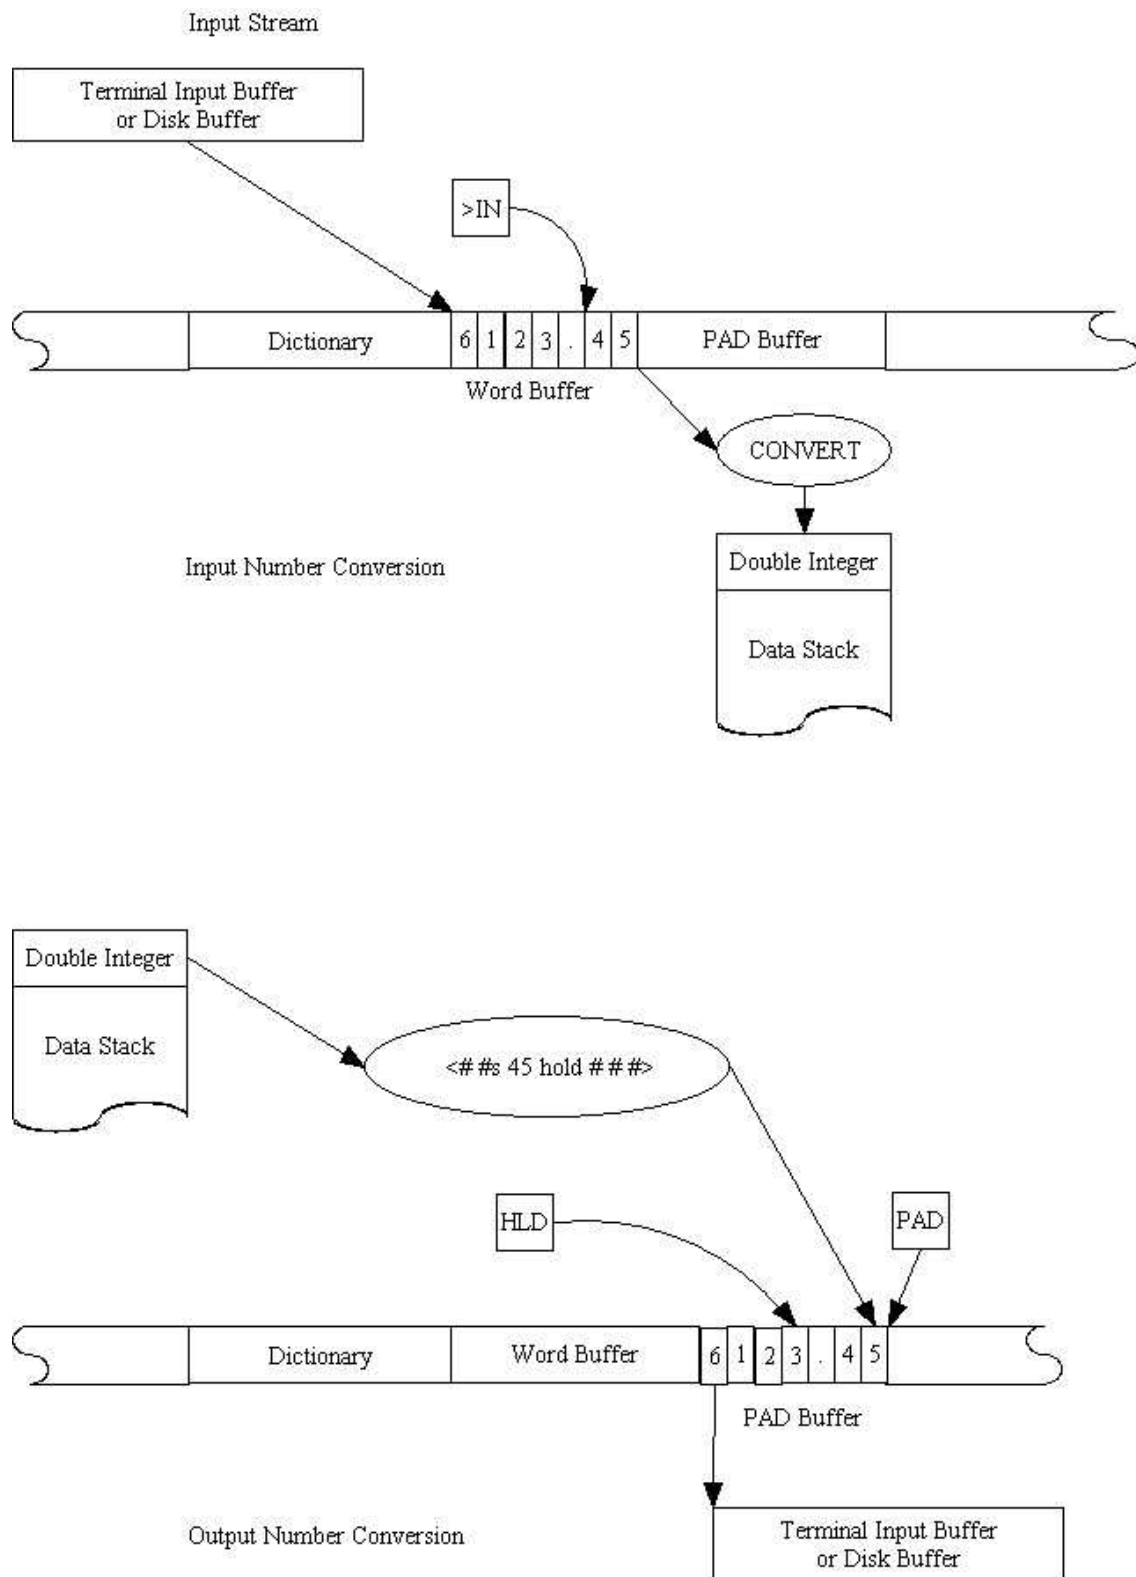 Input Stream
Terminal Input Buffer
or Disk Buffer
>IN
Dictionary
6 1 2 3 . 4 5
PAD Buffer
Word Buffer
CONVERT
Double Integer
Input Number Conversion
Data Stack
Double Integer
Data Stack
<# #s 45 hold # # #>
HLD
PAD
Dictionary
Word Buffer
6 1 2 3 . 4 5
PAD Buffer
Output Number Conversion
Terminal Input Buffer
or Disk Buffer